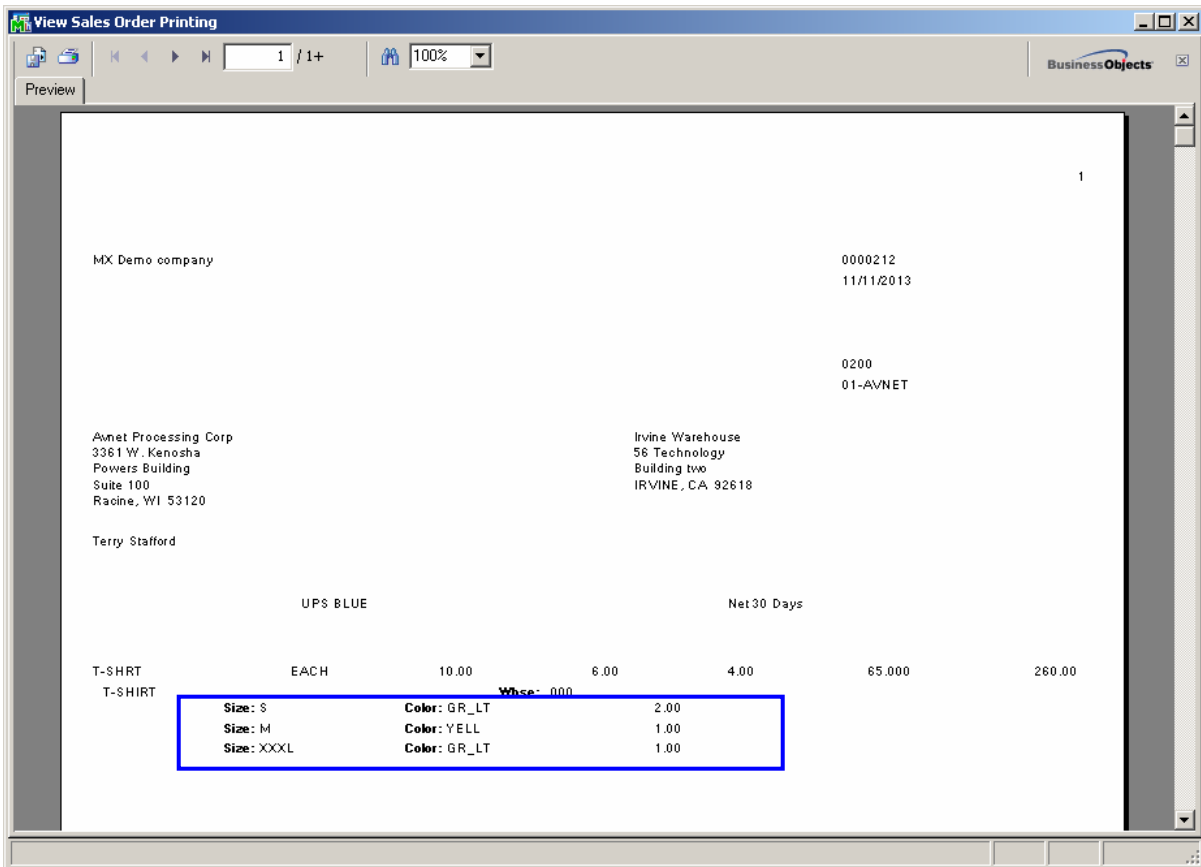 View Sales Order Printing
1 / 1+ 100%
BusinessObjects
Preview
1
MX Demo company 0000212
11/11/2013
0200
01-AVNET
Avnet Processing Corp Irvine Warehouse
3361 W. Kenosha 56 Technology
Powers Building Building two
Suite 100 IRVINE, CA 92618
Racine, WI 53120
Terry Stafford
UPS BLUE Net 30 Days
T-SHRT EACH 10.00 6.00 4.00 65.000 260.00
T-SHIRT Whse: 000
Size: S Color: GR_LT 2.00
Size: M Color: YELL 1.00
Size: XXXL Color: GR_LT 1.00